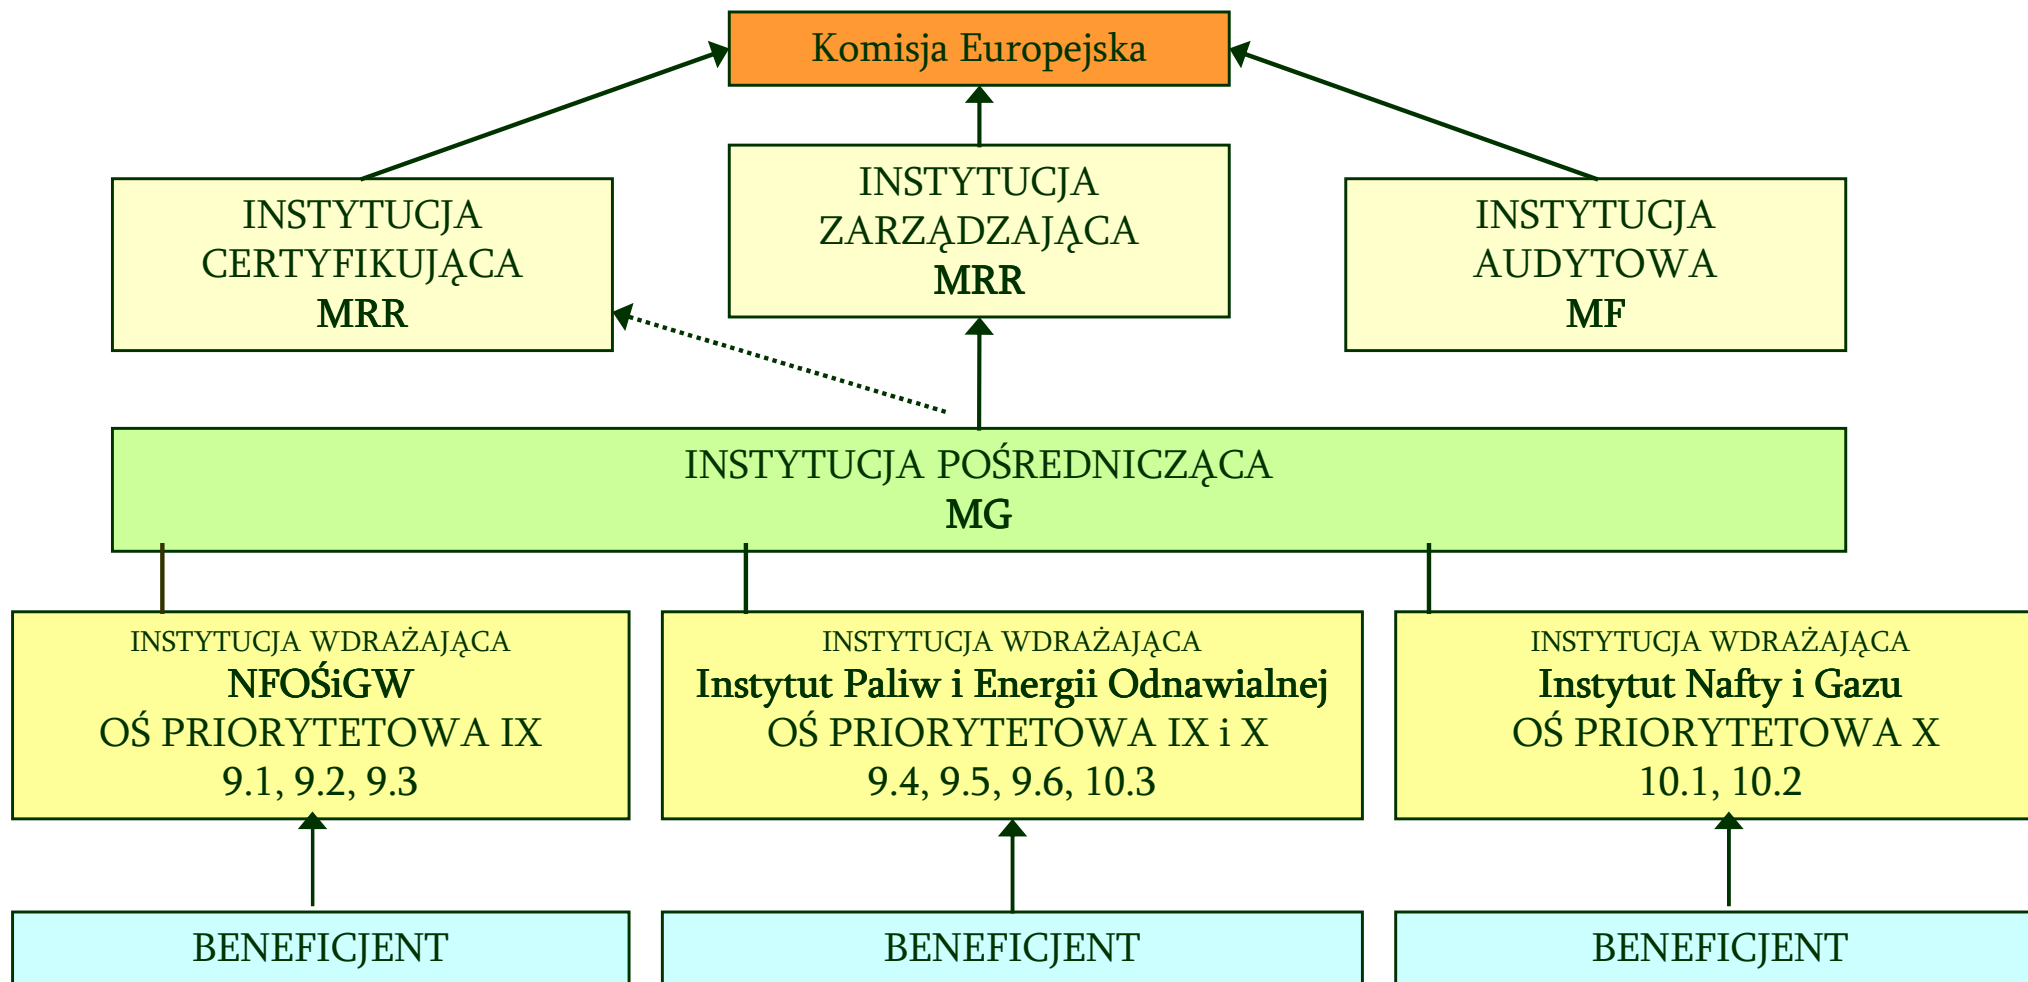 Komisja Europejska
INSTYTUCJA
CERTYFIKUJĄCA
MRR
INSTYTUCJA
ZARZĄDZAJĄCA
MRR
INSTYTUCJA
AUDYTOWA
MF
INSTYTUCJA POŚREDNICZĄCA
MG
INSTYTUCJA WDRAŻAJĄCA
NFOŚiGW
OŚ PRIORYTETOWA IX
9.1, 9.2, 9.3
INSTYTUCJA WDRAŻAJĄCA
Instytut Paliw i Energii Odnawialnej
OŚ PRIORYTETOWA IX i X
9.4, 9.5, 9.6, 10.3
INSTYTUCJA WDRAŻAJĄCA
Instytut Nafty i Gazu
OŚ PRIORYTETOWA X
10.1, 10.2
BENEFICJENT
BENEFICJENT
BENEFICJENT